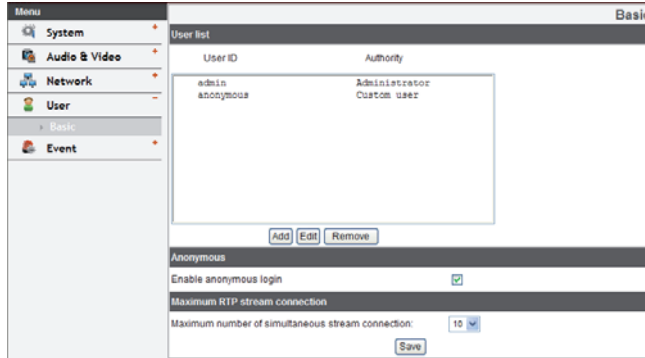 Menu
System
Audio & Video
Network
User
Basic
Event
Basic
User list
User ID Authority
admin Administrator
anonymous Custom user
Add Edit Remove
Anonymous
Enable anonymous login
Maximum RTP stream connection
Maximum number of simultaneous stream connection: 10
Save